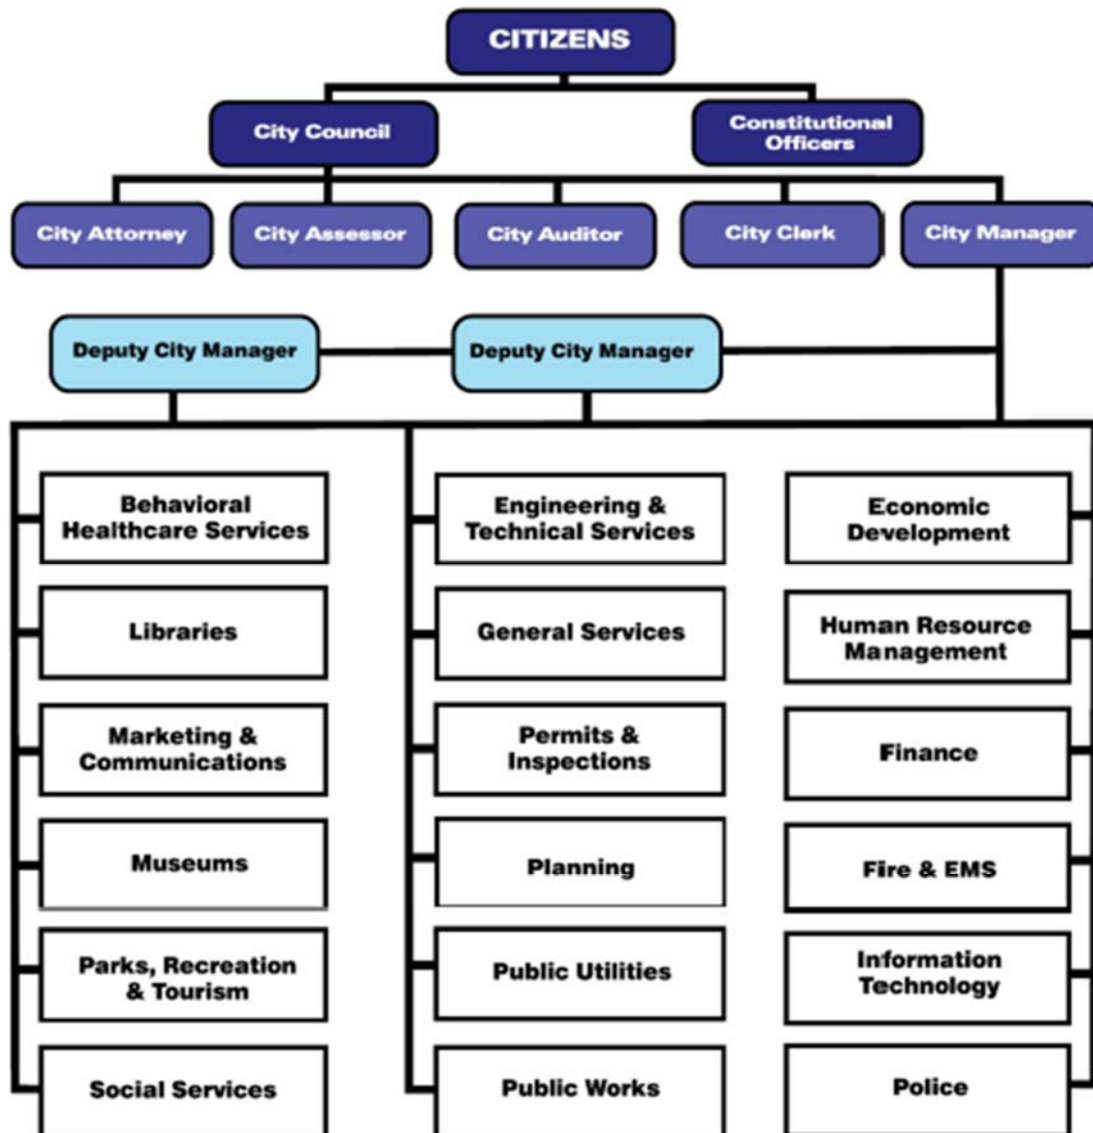 CITIZENS
City Council
Constitutional
Officers
City Attorney
City Assessor
City Auditor
City Clerk
City Manager
Deputy City Manager
Deputy City Manager
Behavioral
Healthcare Services
Libraries
Marketing &
Communications
Museums
Parks, Recreation
& Tourism
Social Services
Engineering &
Technical Services
General Services
Permits &
Inspections
Planning
Public Utilities
Public Works
Economic
Development
Human Resource
Management
Finance
Fire & EMS
Information
Technology
Police